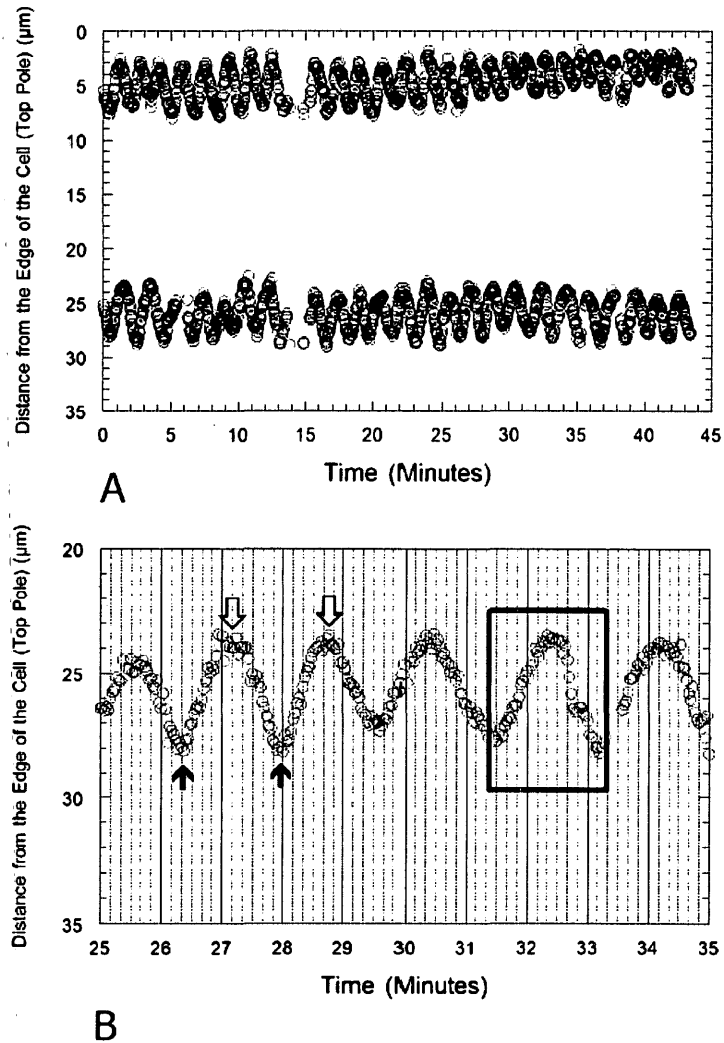 Distance from the Edge of the Cell (Top Pole) (µm)
0
5
10
15
20
25
30
35
0 5 10 15 20 25 30 35 40 45
Time (Minutes)
A
Distance from the Edge of the Cell (Top Pole) (µm)
20
25
30
35
25 26 27 28 29 30 31 32 33 34 35
Time (Minutes)
B